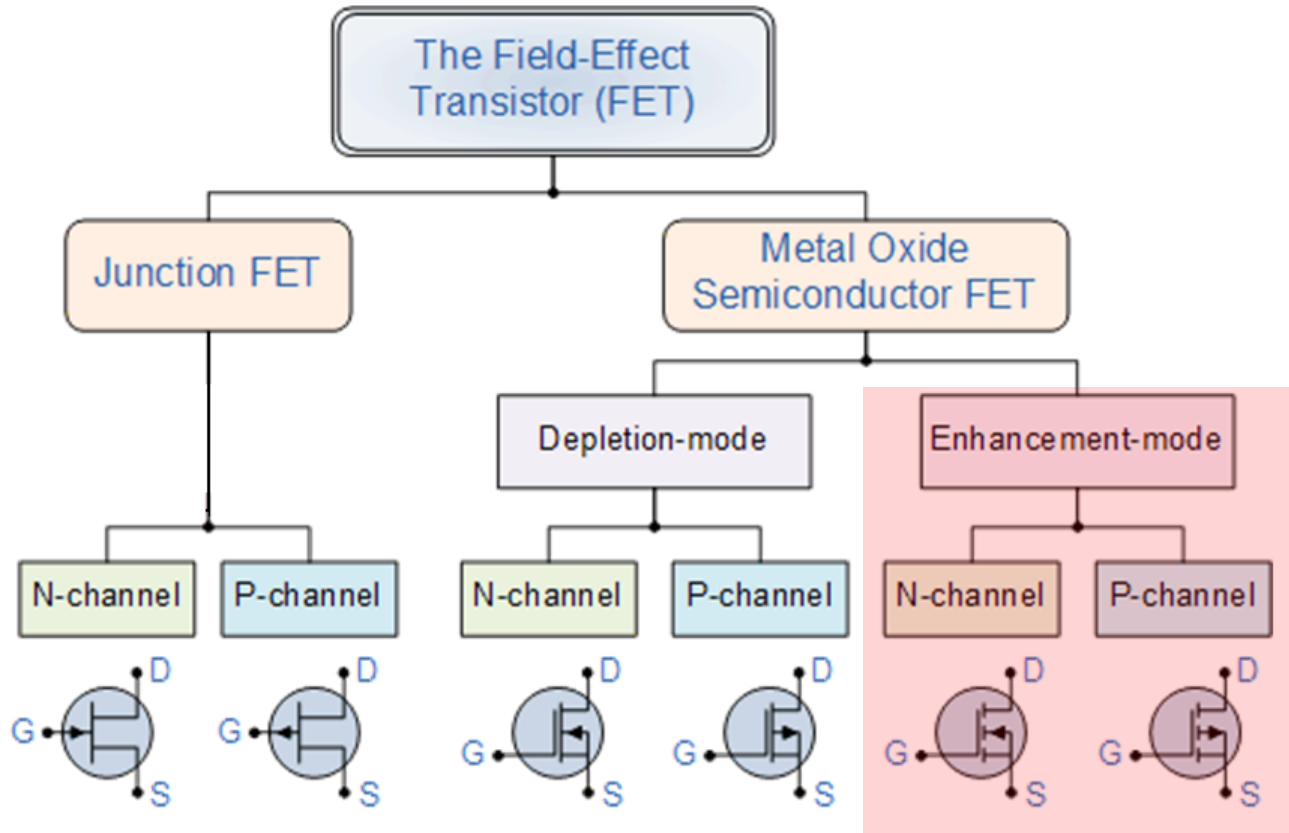 The Field-Effect
Transistor (FET)
Junction FET
Metal Oxide
Semiconductor FET
Depletion-mode
Enhancement-mode
N-channel
P-channel
N-channel
P-channel
N-channel
P-channel
D
G
S
D
G
S
D
G
S
D
G
S
D
G
S
D
G
S